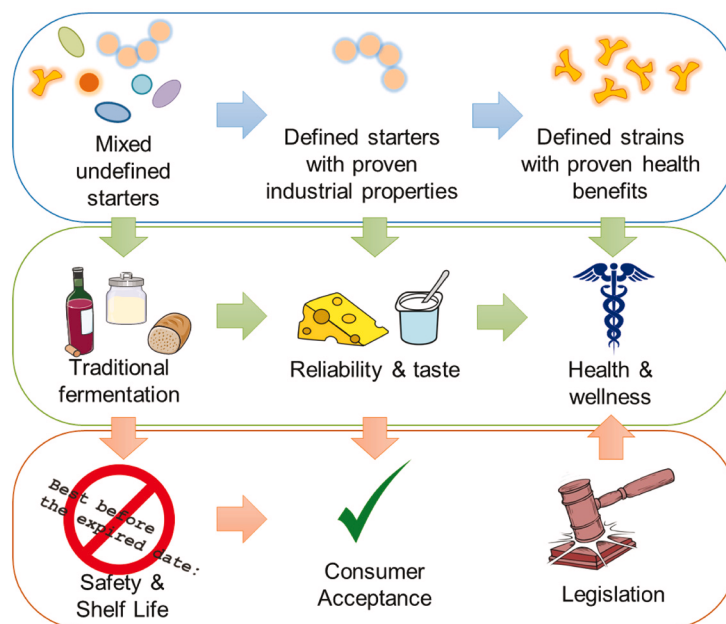 Mixed
undefined
starters
Defined starters
with proven
industrial properties
Defined strains
with proven health
benefits
Traditional
fermentation
Reliability & taste
Health &
wellness
Best before
the expired date:
Safety &
Shelf Life
Consumer
Acceptance
Legislation